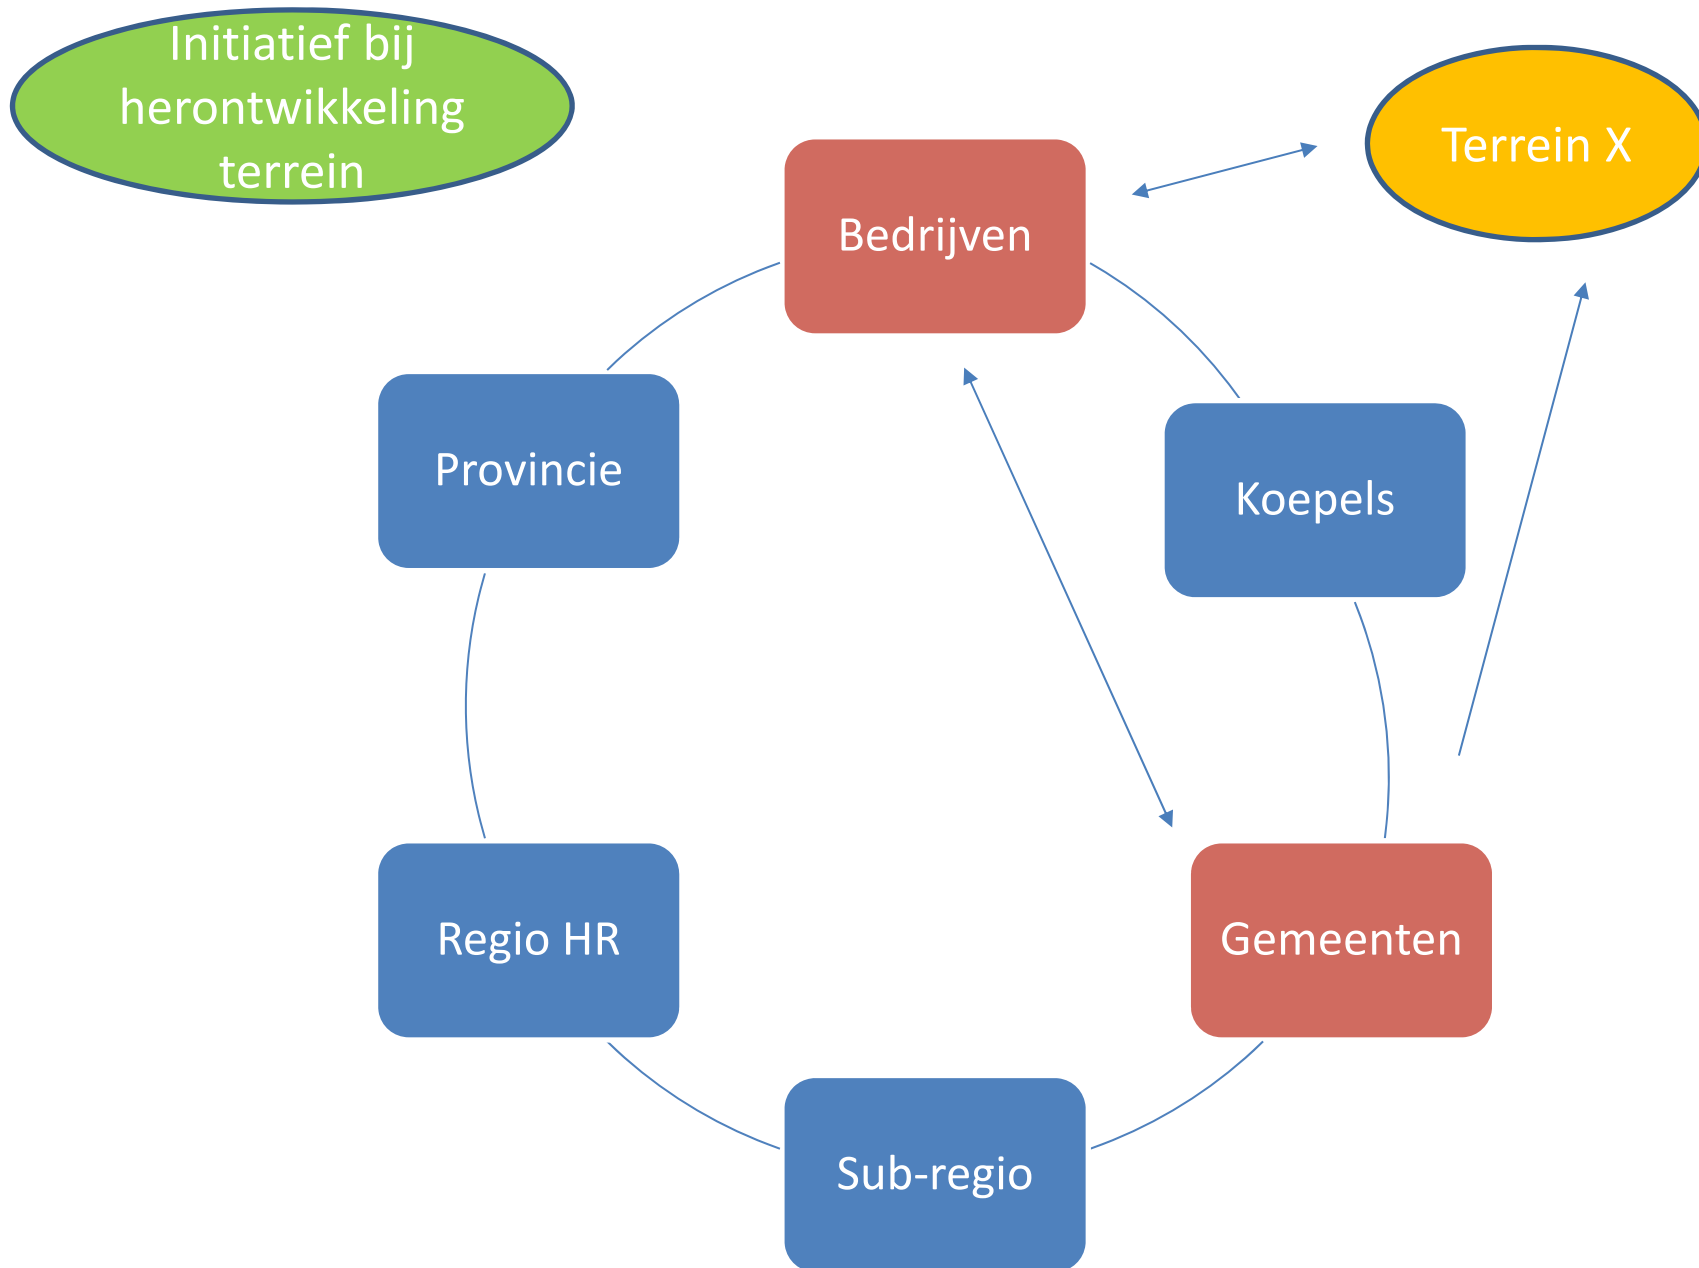 Initiatief bij
herontwikkeling
terrein
Terrein X
Bedrijven
Provincie
Koepels
Regio HR
Gemeenten
Sub-regio